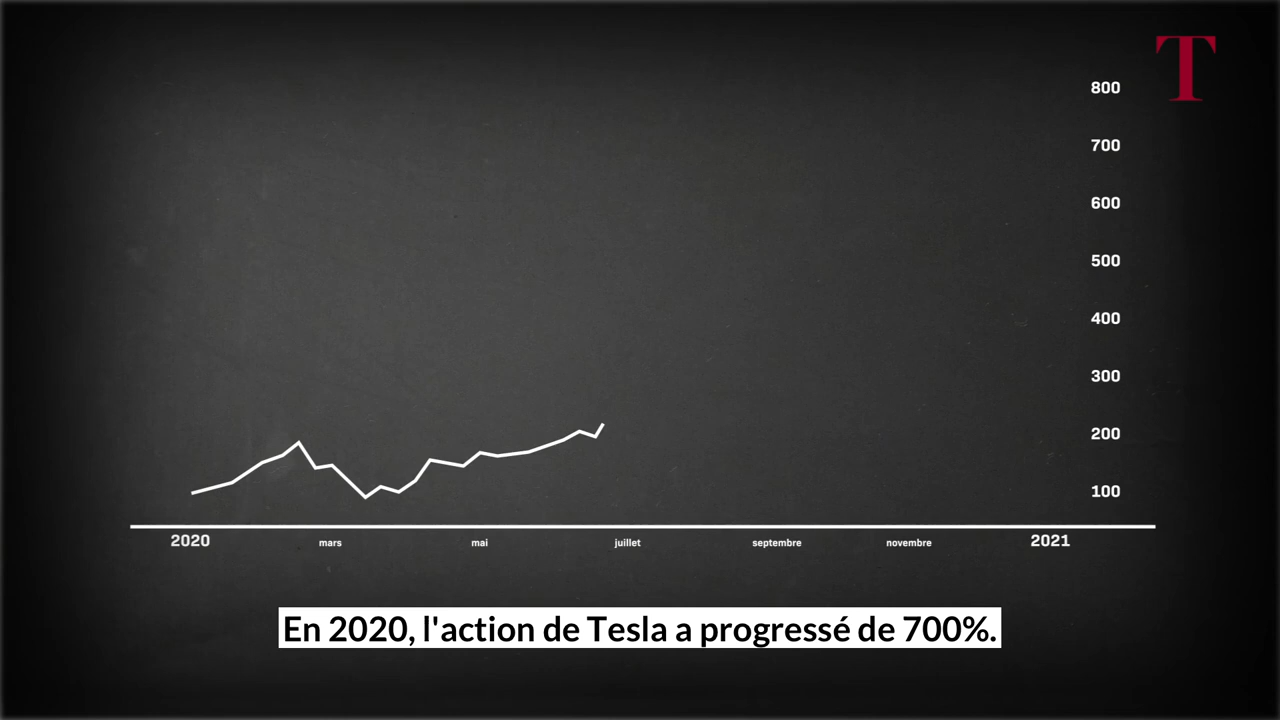 T
800
700
600
500
400
300
200
100
2020 mars mai juillet septembre novembre 2021
En 2020, l'action de Tesla a progressé de 700%.